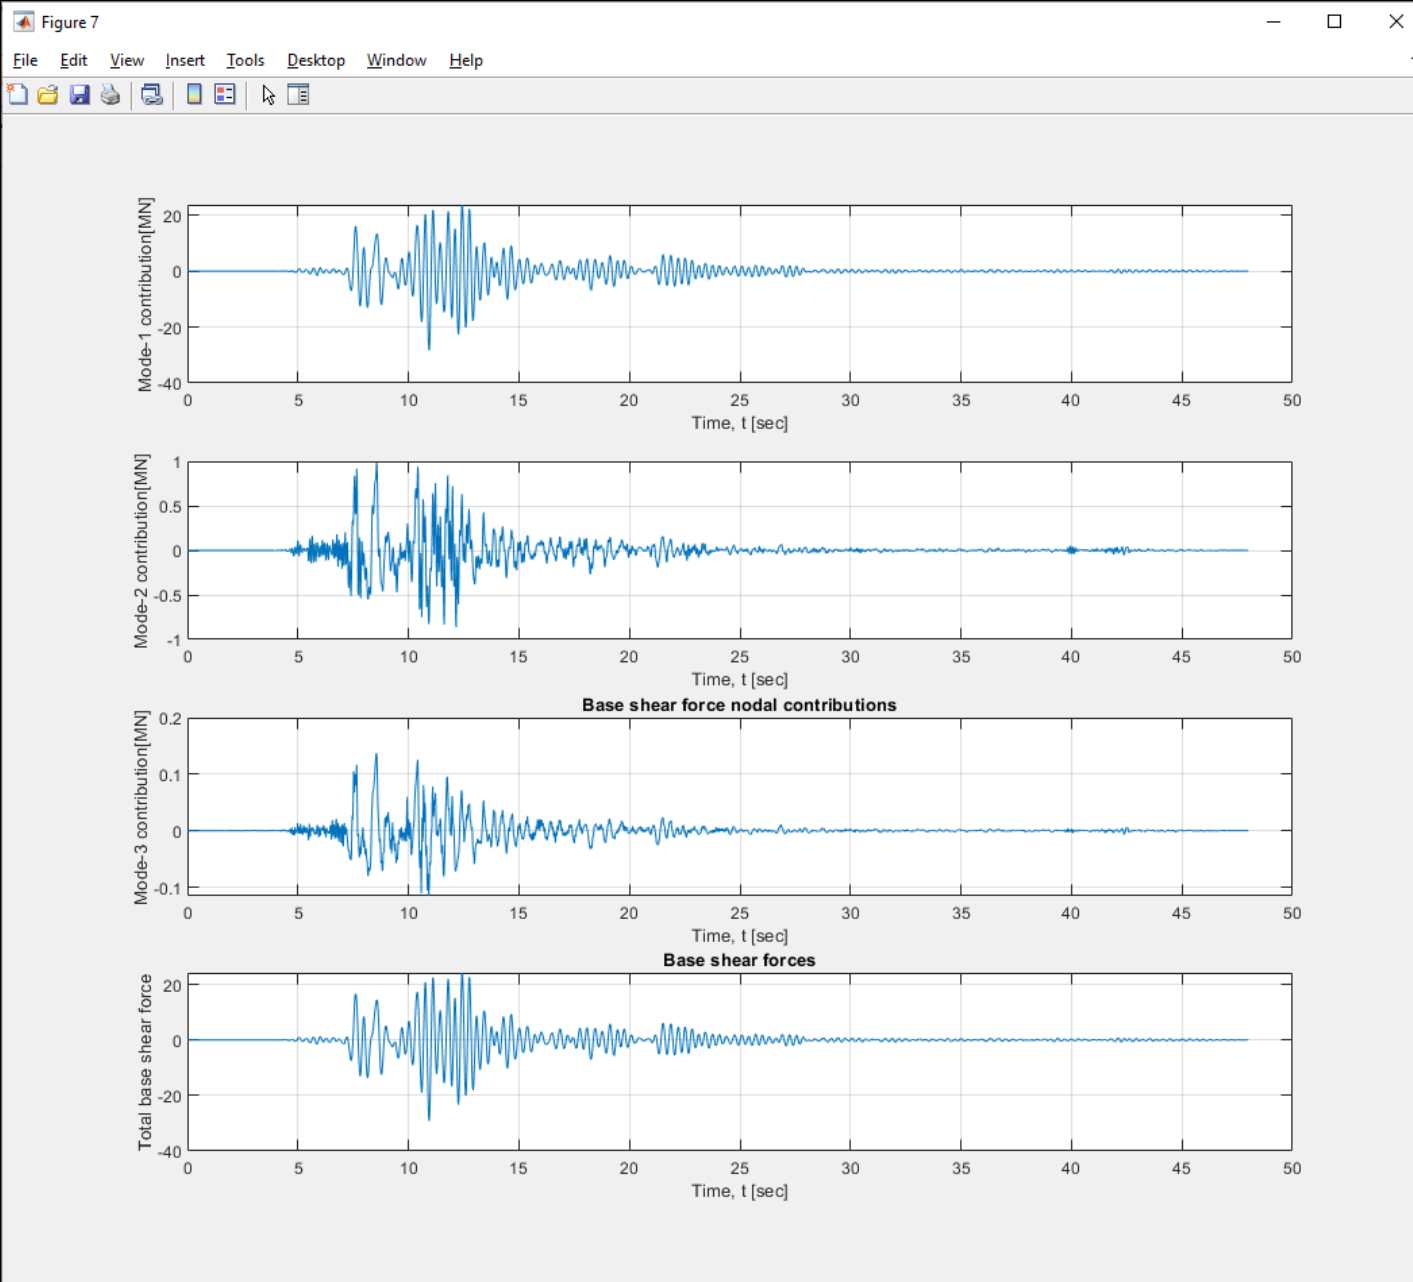 Figure 7
File Edit View Insert Tools Desktop Window Help
Mode-1 contribution[MN]
20
0
-20
-40
0 5 10 15 20 25 30 35 40 45 50
Time, t [sec]
Mode-2 contribution[MN]
1
0.5
0
-0.5
-1
0 5 10 15 20 25 30 35 40 45 50
Time, t [sec]
Base shear force nodal contributions
Mode-3 contribution[MN]
0.2
0.1
0
-0.1
0 5 10 15 20 25 30 35 40 45 50
Time, t [sec]
Base shear forces
Total base shear force
20
0
-20
-40
0 5 10 15 20 25 30 35 40 45 50
Time, t [sec]